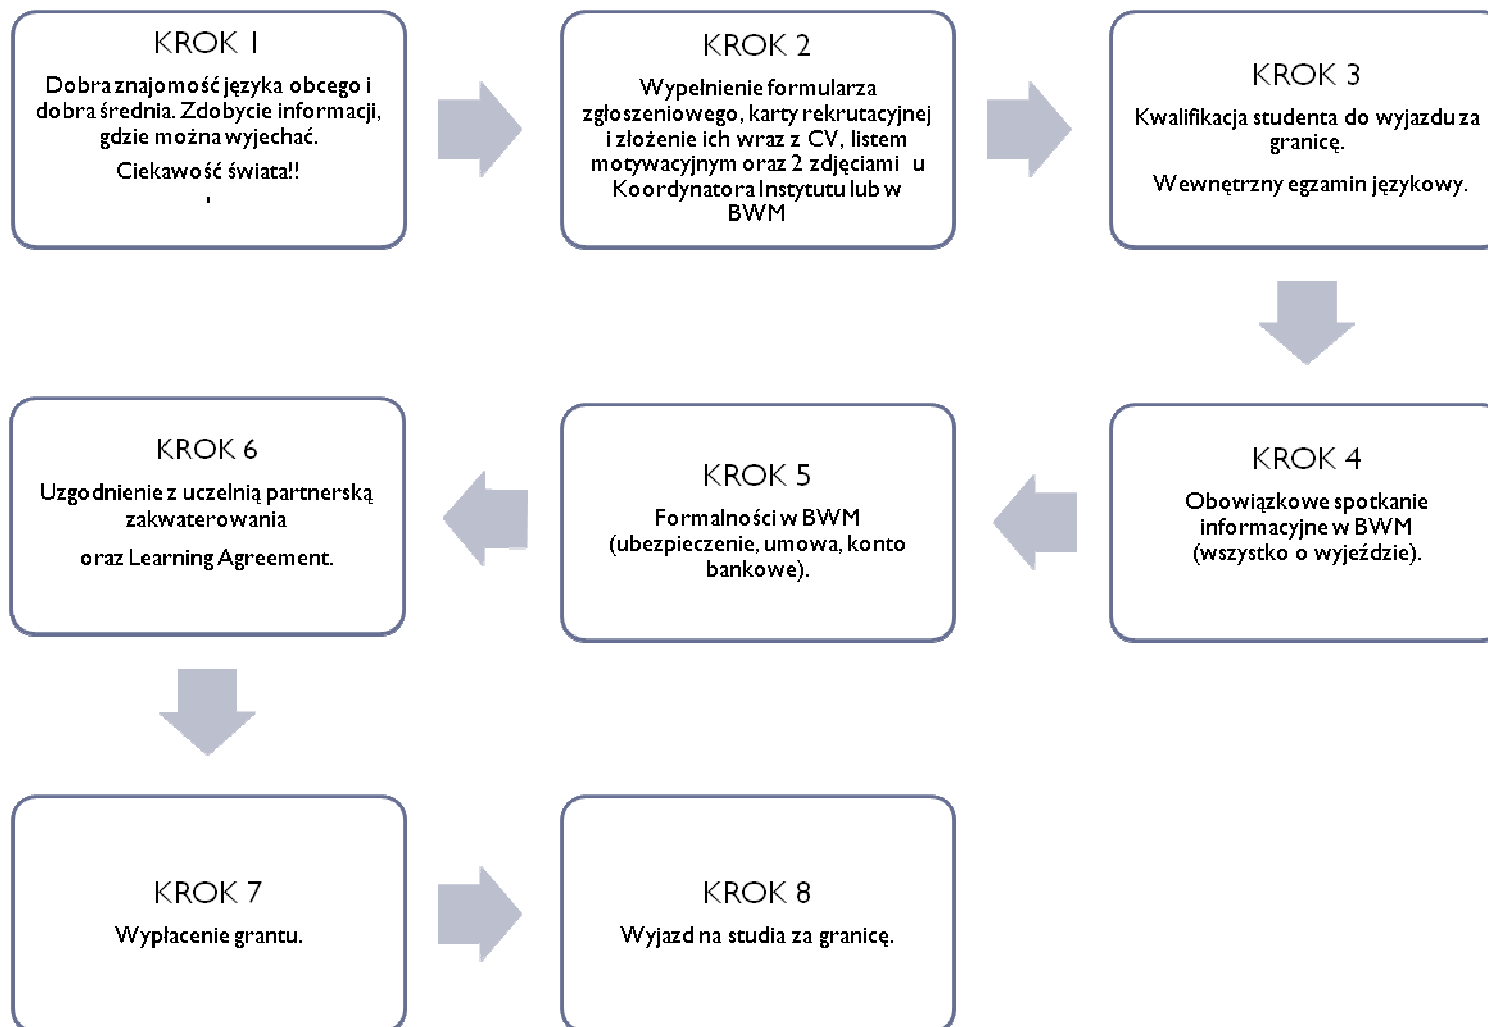 KROK 1
Dobra znajomość języka obcego i
dobra średnia. Zdobycie informacji,
gdzie można wyjechać.
Ciekawość świata!!
KROK 2
Wypełnienie formularza
zgłoszeniowego, karty rekrutacyjnej
i złożenie ich wraz z CV, listem
motywacyjnym oraz 2 zdjęciami u
Koordynatora Instytutu lub w
BWM
KROK 3
Kwalifikacja studenta do wyjazdu za
granicę.
Wewnętrzny egzamin językowy.
KROK 4
Obowiązkowe spotkanie
informacyjne w BWM
(wszystko o wyjeździe).
KROK 5
Formalności w BWM
(ubezpieczenie, umowa, konto
bankowe).
KROK 6
Uzgodnienie z uczelnią partnerską
zakwaterowania
oraz Learning Agreement.
KROK 7
Wypłacenie grantu.
KROK 8
Wyjazd na studia za granicę.